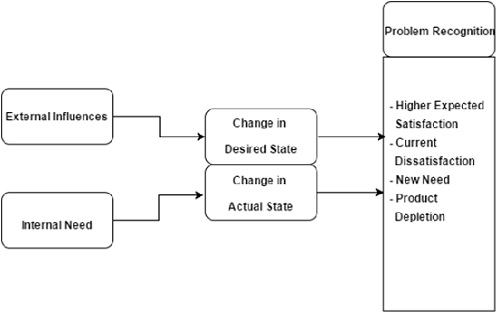 Problem Recognition
External Influences
Change in
Desired State
Change in
Actual State
Internal Need
- Higher Expected
Satisfaction
- Current
Dissatisfaction
- New Need
- Product
Depletion